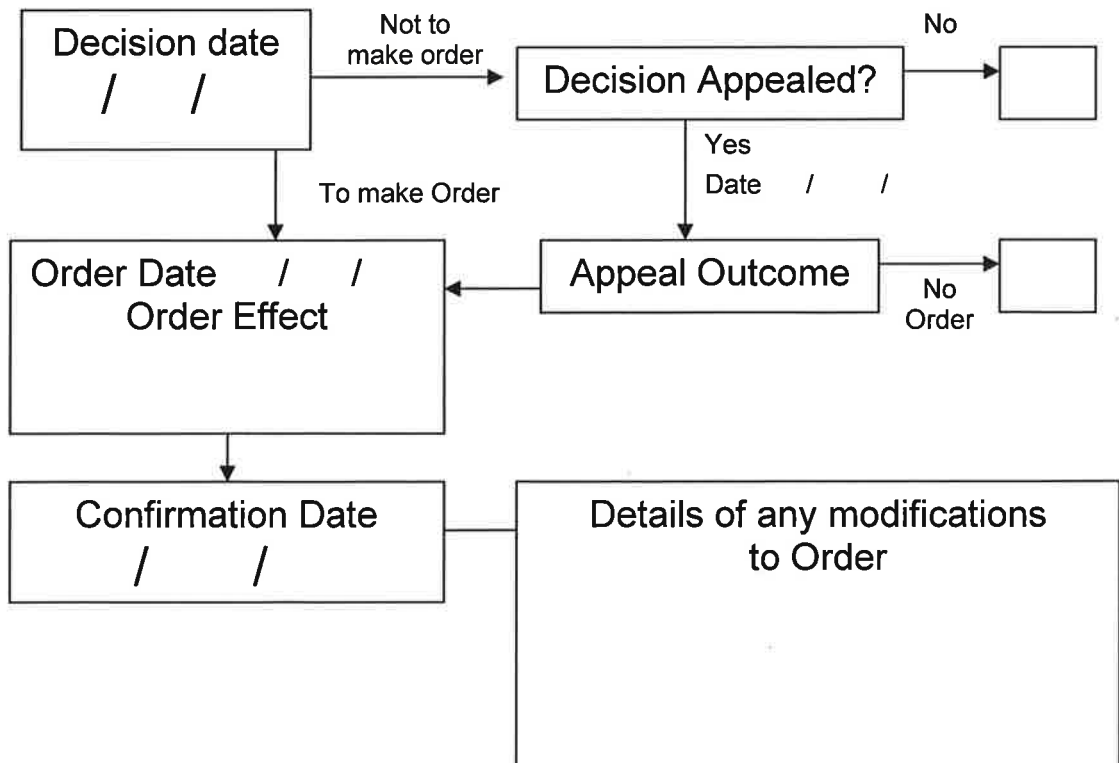 Decision date
/ /
Not to
make order
Decision Appealed?
No
Yes
Date / /
To make Order
Order Date / /
Order Effect
Appeal Outcome
No
Order
Confirmation Date
/ /
Details of any modifications
to Order